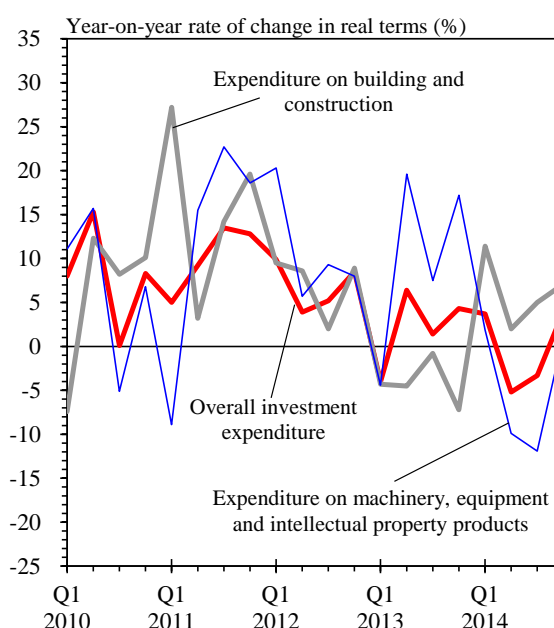 Year-on-year rate of change in real terms (%)
35
30
25
20
15
10
5
0
-5
-10
-15
-20
-25
Expenditure on building and
construction
Overall investment
expenditure
Expenditure on machinery, equipment
and intellectual property products
Q1 Q1 Q1 Q1 Q1
2010 2011 2012 2013 2014